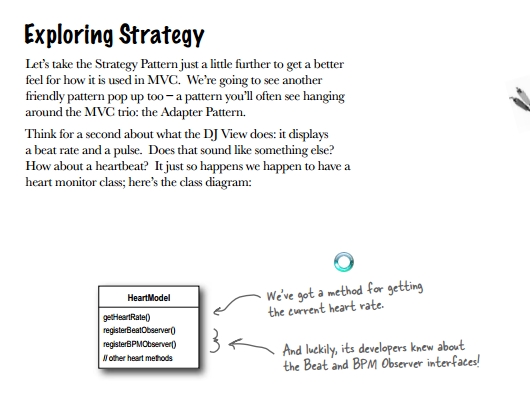 Exploring Strategy
Let's take the Strategy Pattern just a little further to get a better
feel for how it is used in MVC.  We're going to see another
friendly pattern pop up too – a pattern you'll often see hanging
around the MVC trio: the Adapter Pattern.
Think for a second about what the DJ View does: it displays
a beat rate and a pulse.  Does that sound like something else?
How about a heartbeat?  It just so happens we happen to have a
heart monitor class; here's the class diagram:
HeartModel
getHeartRate()
registerBeatObserver()
registerBPMObserver()
// other heart methods
We've got a method for getting
the current heart rate.
And luckily, its developers knew about
the Beat and BPM Observer interfaces!